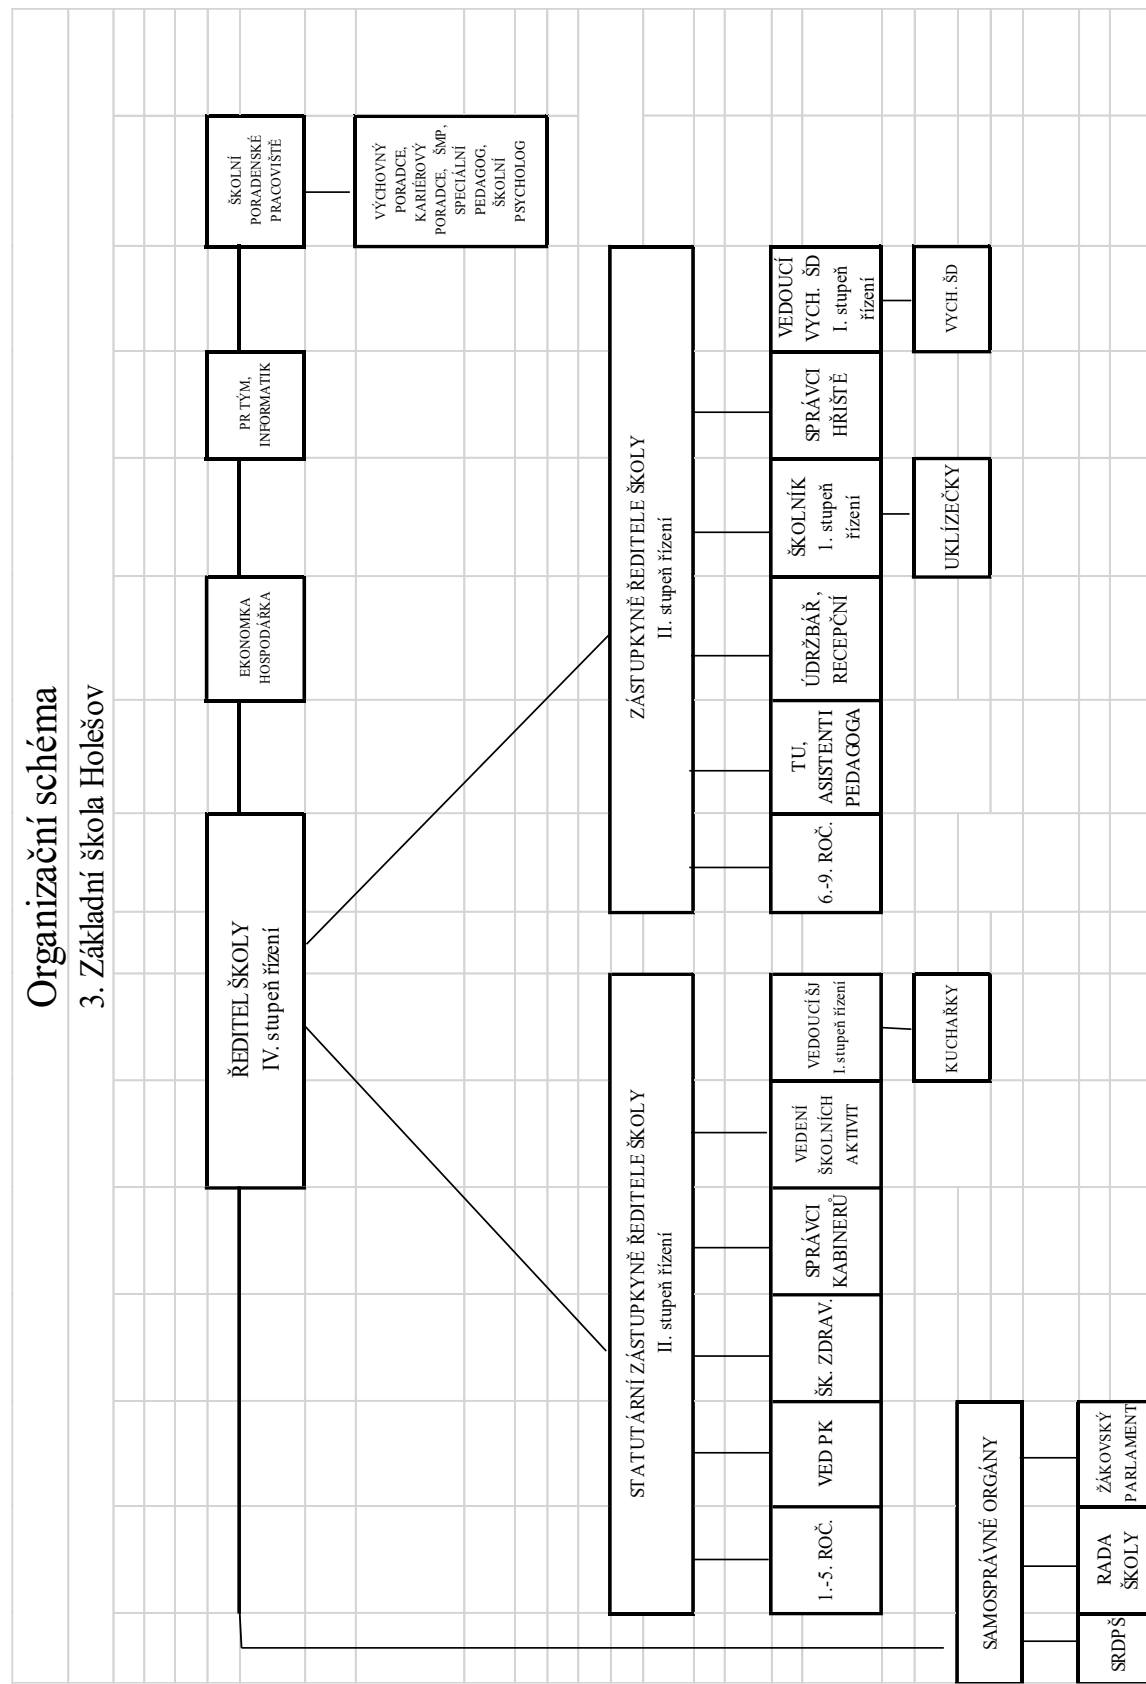 Organizační schéma
3. Základní škola Holešov
ŘEDITEL ŠKOLY
IV. stupeň řízení
EKONOMKA
HOSPODÁŘKA
PR TÝM,
INFORMATIK
ŠKOLNÍ
PORADENSKÉ
PRACOVIŠTĚ
VÝCHOVNÝ
PORADCE,
KARIÉROVÝ
PORADCE, ŠMP,
SPECIÁLNÍ
PEDAGOG,
ŠKOLNÍ
PSYCHOLOG
STATUTÁRNÍ ZÁSTUPKYNĚ ŘEDITELE ŠKOLY
II. stupeň řízení
ZÁSTUPKYNĚ ŘEDITELE ŠKOLY
II. stupeň řízení
1.-5. ROČ.
VED PK
ŠK. ZDRAV.
SPRÁVCI
KABINERŮ
VEDENÍ
ŠKOLNÍCH
AKTIVIT
VEDOUCÍ ŠJ
I.stupeň řízení
6.-9. ROČ.
TU,
ASISTENTI
PEDAGOGA
ÚDRŽBÁŘ,
RECEPČNÍ
ŠKOLNÍK
1. stupeň
řízení
SPRÁVCI
HŘIŠTĚ
VEDOUCÍ
VYCH. ŠD
I. stupeň
řízení
KUCHAŘKY
UKLÍZEČKY
VYCH. ŠD
SAMOSPRÁVNÉ ORGÁNY
SRDPŠ
RADA
ŠKOLY
ŽÁKOVSKÝ
PARLAMENT